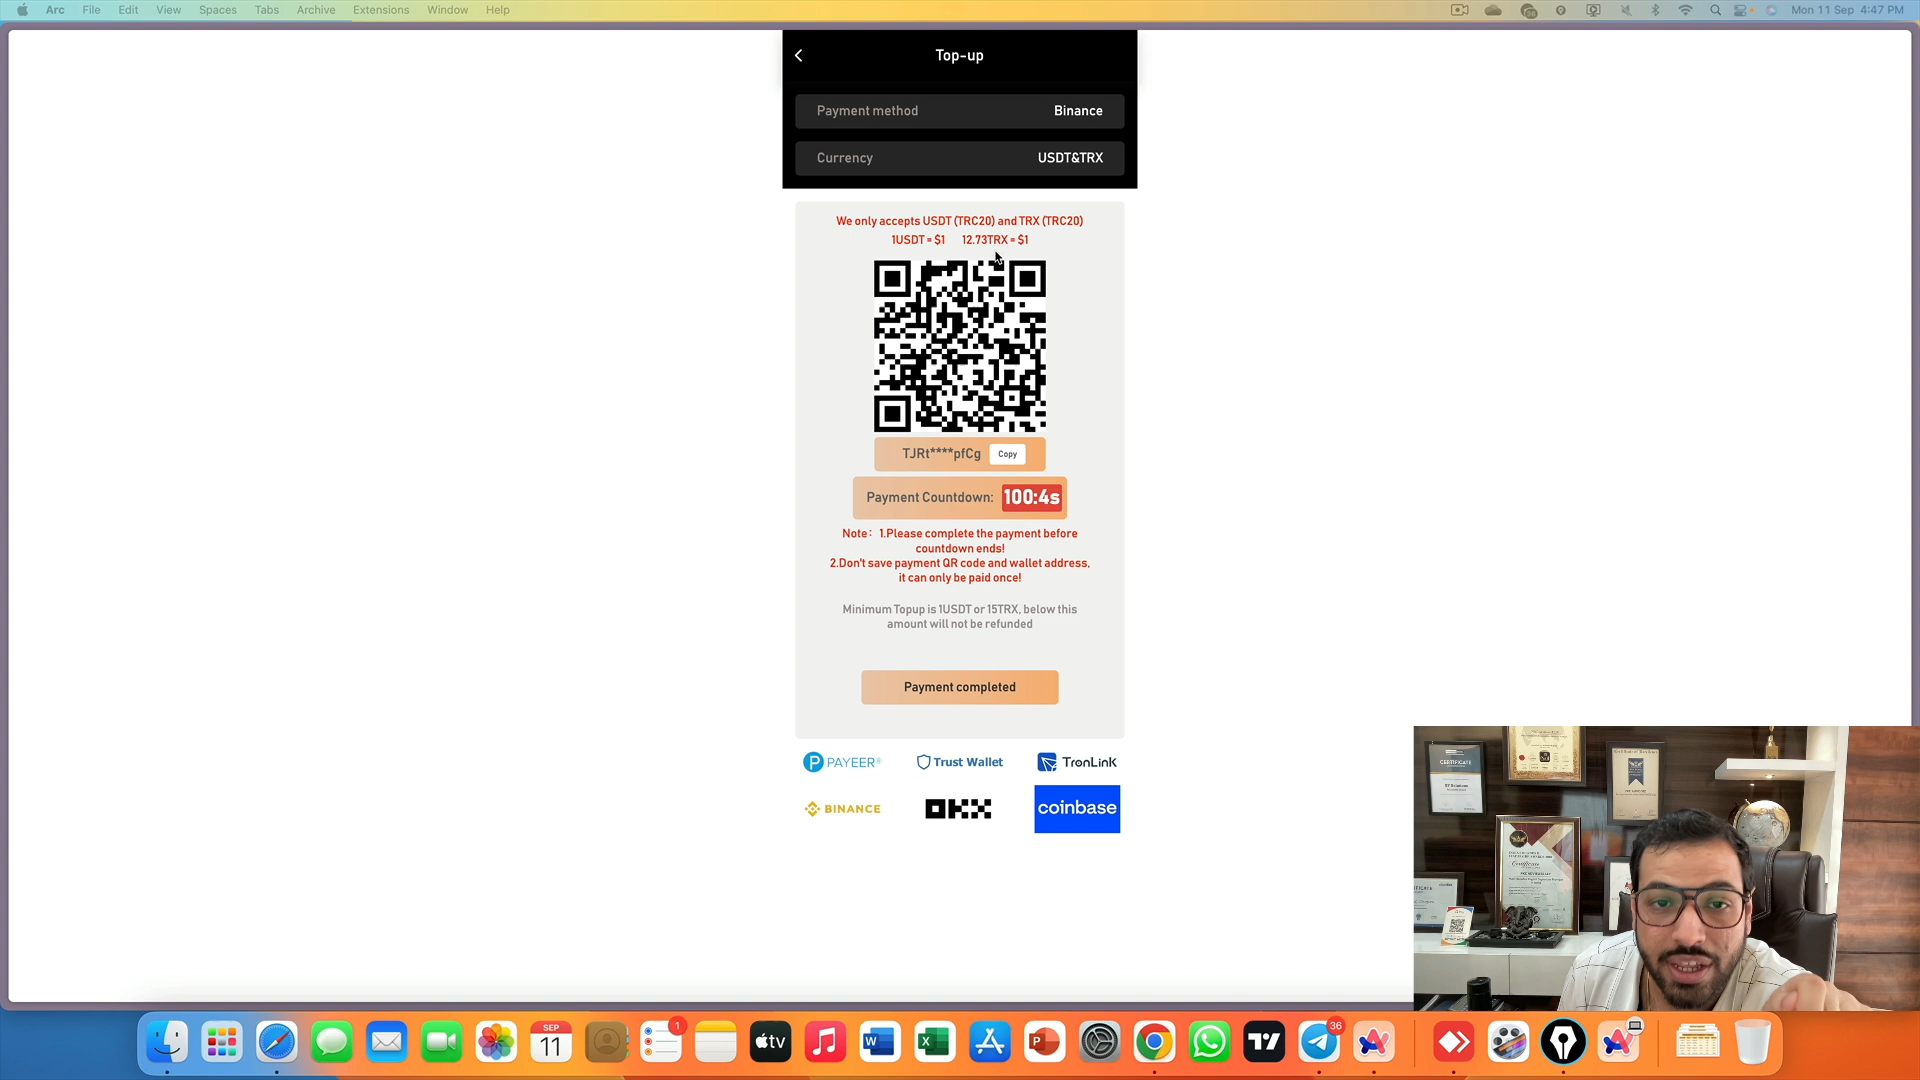 Arc File Edit View Spaces Tabs Archive Extensions Window Help
Mon 11 Sep 4:47 PM
Top-up
Payment method Binance
Currency USDT&TRX
We only accepts USDT (TRC20) and TRX (TRC20)
1USDT = $1 12.73TRX = $1
TJRt****pfCg Copy
Payment Countdown: 100:4s
Note： 1.Please complete the payment before
countdown ends!
2.Don't save payment QR code and wallet address,
it can only be paid once!
Minimum Topup is 1USDT or 15TRX, below this
amount will not be refunded
Payment completed
PAYEER® Trust Wallet TronLinK
BINANCE OKX coinbase
CERTIFICATE
SEP
11
1
tv
W
X
P
36